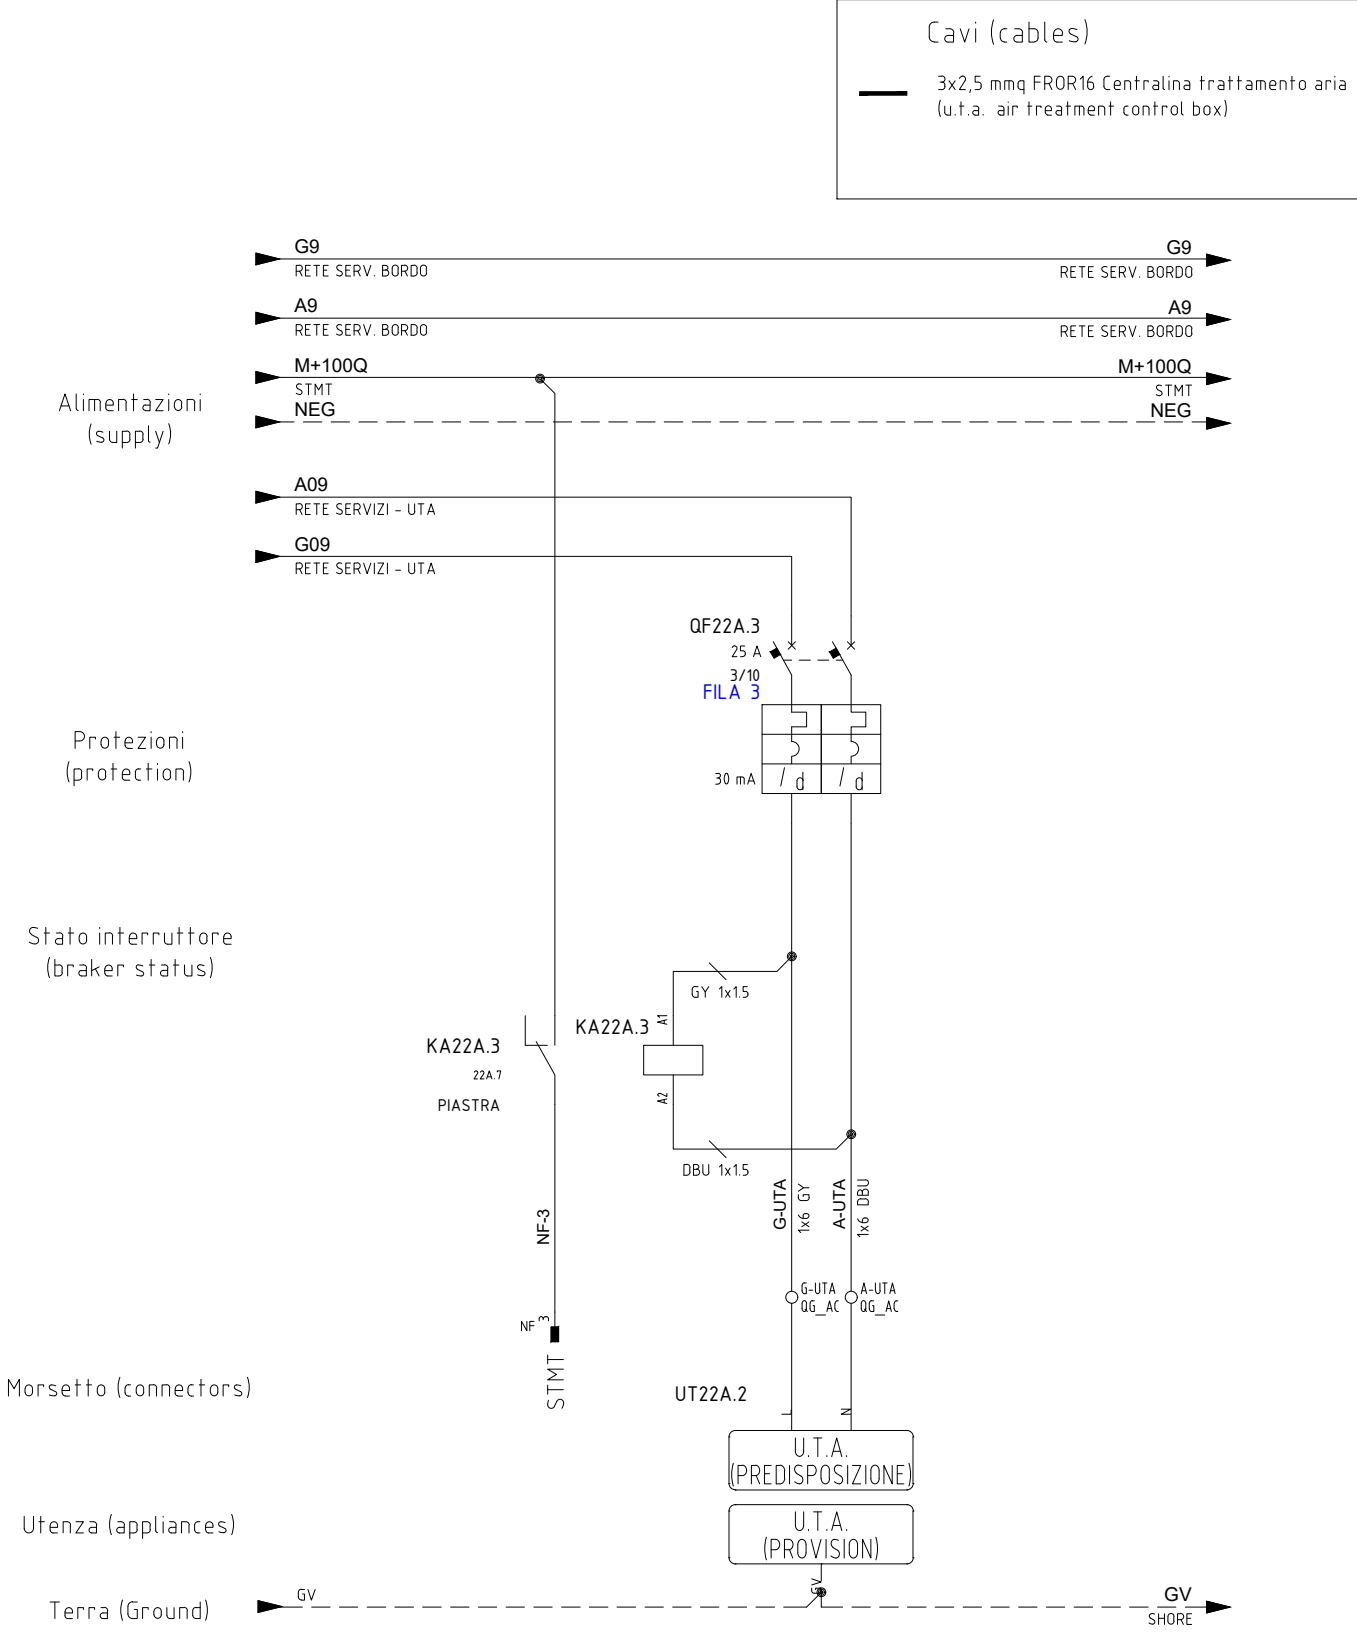 Cavi (cables)
3x2,5 mmq FROR16 Centralina trattamento aria
(u.t.a. air treatment control box)
G9
RETE SERV. BORDO
G9
RETE SERV. BORDO
A9
RETE SERV. BORDO
A9
RETE SERV. BORDO
M+100Q
STMT
M+100Q
STMT
Alimentazioni
(supply)
NEG
NEG
A09
RETE SERVIZI - UTA
G09
RETE SERVIZI - UTA
QF22A.3
25 A
3/10
FILA 3
Protezioni
(protection)
30 mA
/ d
/ d
Stato interruttore
(braker status)
GY 1x1.5
KA22A.3
A1
KA22A.3
22A.7
PIASTRA
A2
DBU 1x1.5
G-UTA
1x6 GY
A-UTA
1x6 DBU
NF-3
G-UTA
QG_AC
A-UTA
QG_AC
NF
3
STMT
Morsetto (connectors)
UT22A.2
L
N
U.T.A.
(PREDISPOSIZIONE)
Utenza (appliances)
U.T.A.
(PROVISION)
GV
Terra (Ground)
GV
GV
SHORE